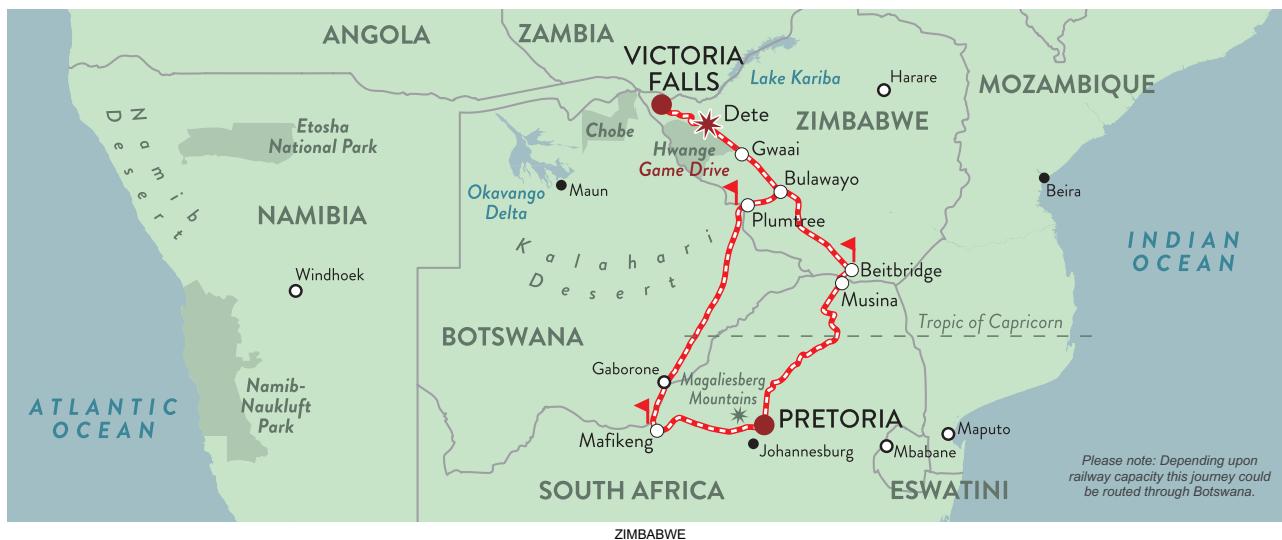 ANGOLA
ZAMBIA
VICTORIA
FALLS
Lake Kariba
Harare
MOZAMBIQUE
Namib
Desert
Etosha
National Park
Chobe
Dete
ZIMBABWE
Hwange
Game Drive
Gwaai
Okavango
Delta
Maun
Bulawayo
Beira
NAMIBIA
Plumtree
Kalahari
Desert
INDIAN
OCEAN
Windhoek
Beitbridge
Musina
Tropic of Capricorn
BOTSWANA
Gaborone
Magaliesberg
Mountains
Namib-
Naukluft
Park
ATLANTIC
OCEAN
PRETORIA
Mafikeng
Johannesburg
Mbabane
Maputo
Please note: Depending upon
railway capacity this journey could
be routed through Botswana.
SOUTH AFRICA
ESWATINI
ZIMBABWE